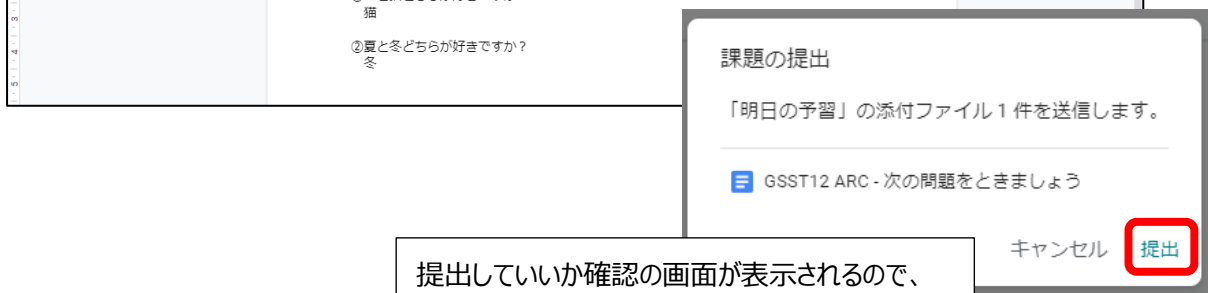 猫
②夏と冬どちらが好きですか？
冬
課題の提出
「明日の予習」の添付ファイル 1 件を送信します。
GSST12 ARC - 次の問題をときましょう
キャンセル 提出
提出していいか確認の画面が表示されるので、